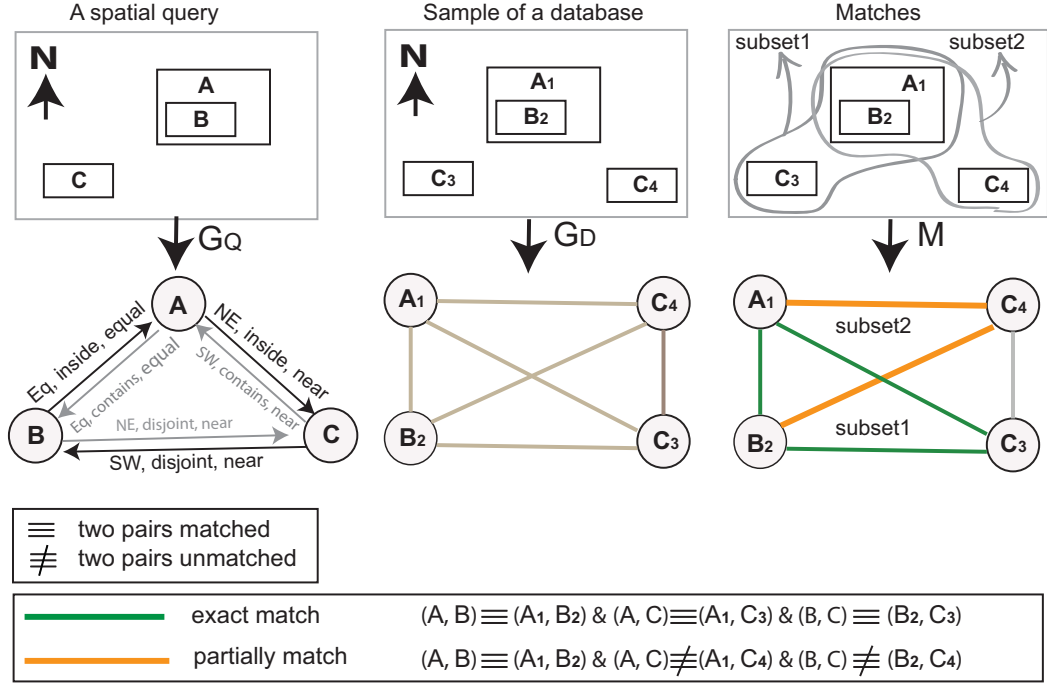 A spatial query
Sample of a database
Matches
N
A
B
C
N
A1
B2
C3
C4
subset1
subset2
A1
B2
C3
C4
GQ
GD
M
A
Eq, inside, equal
Eq, contains, equal
NE, inside, near
SW, contains, near
B
NE, disjoint, near
C
SW, disjoint, near
A1
C4
B2
C3
A1
C4
subset2
subset1
B2
C3
≡ two pairs matched
≢ two pairs unmatched
exact match (A, B) ≡ (A1, B2) & (A, C) ≡ (A1, C3) & (B, C) ≡ (B2, C3)
partially match (A, B) ≡ (A1, B2) & (A, C) ≢ (A1, C4) & (B, C) ≢ (B2, C4)